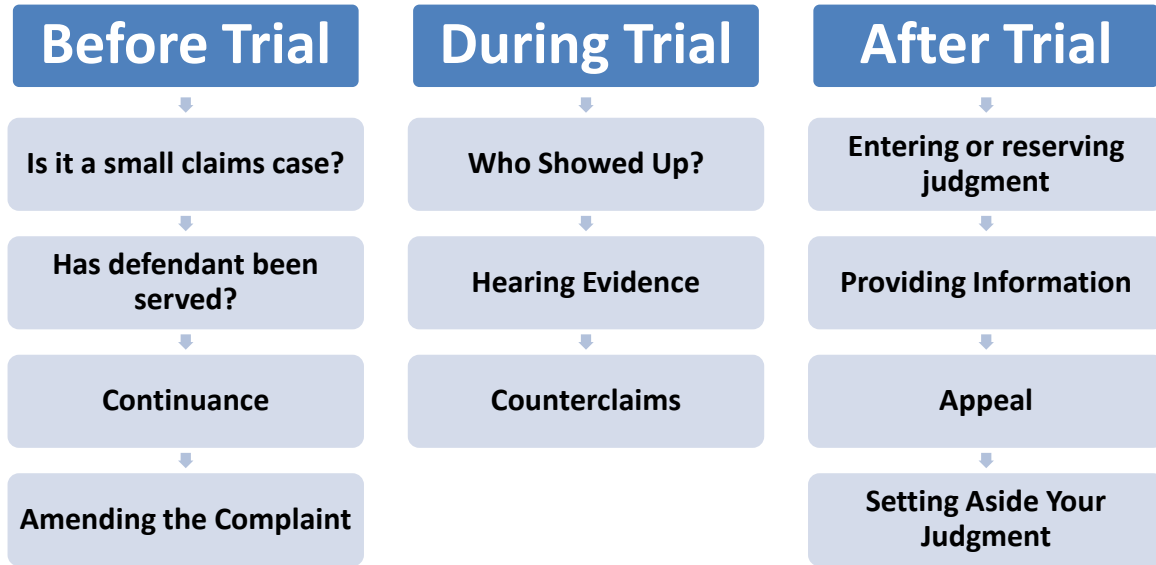 Before Trial
Is it a small claims case?
Has defendant been
served?
Continuance
Amending the Complaint
During Trial
Who Showed Up?
Hearing Evidence
Counterclaims
After Trial
Entering or reserving
judgment
Providing Information
Appeal
Setting Aside Your
Judgment